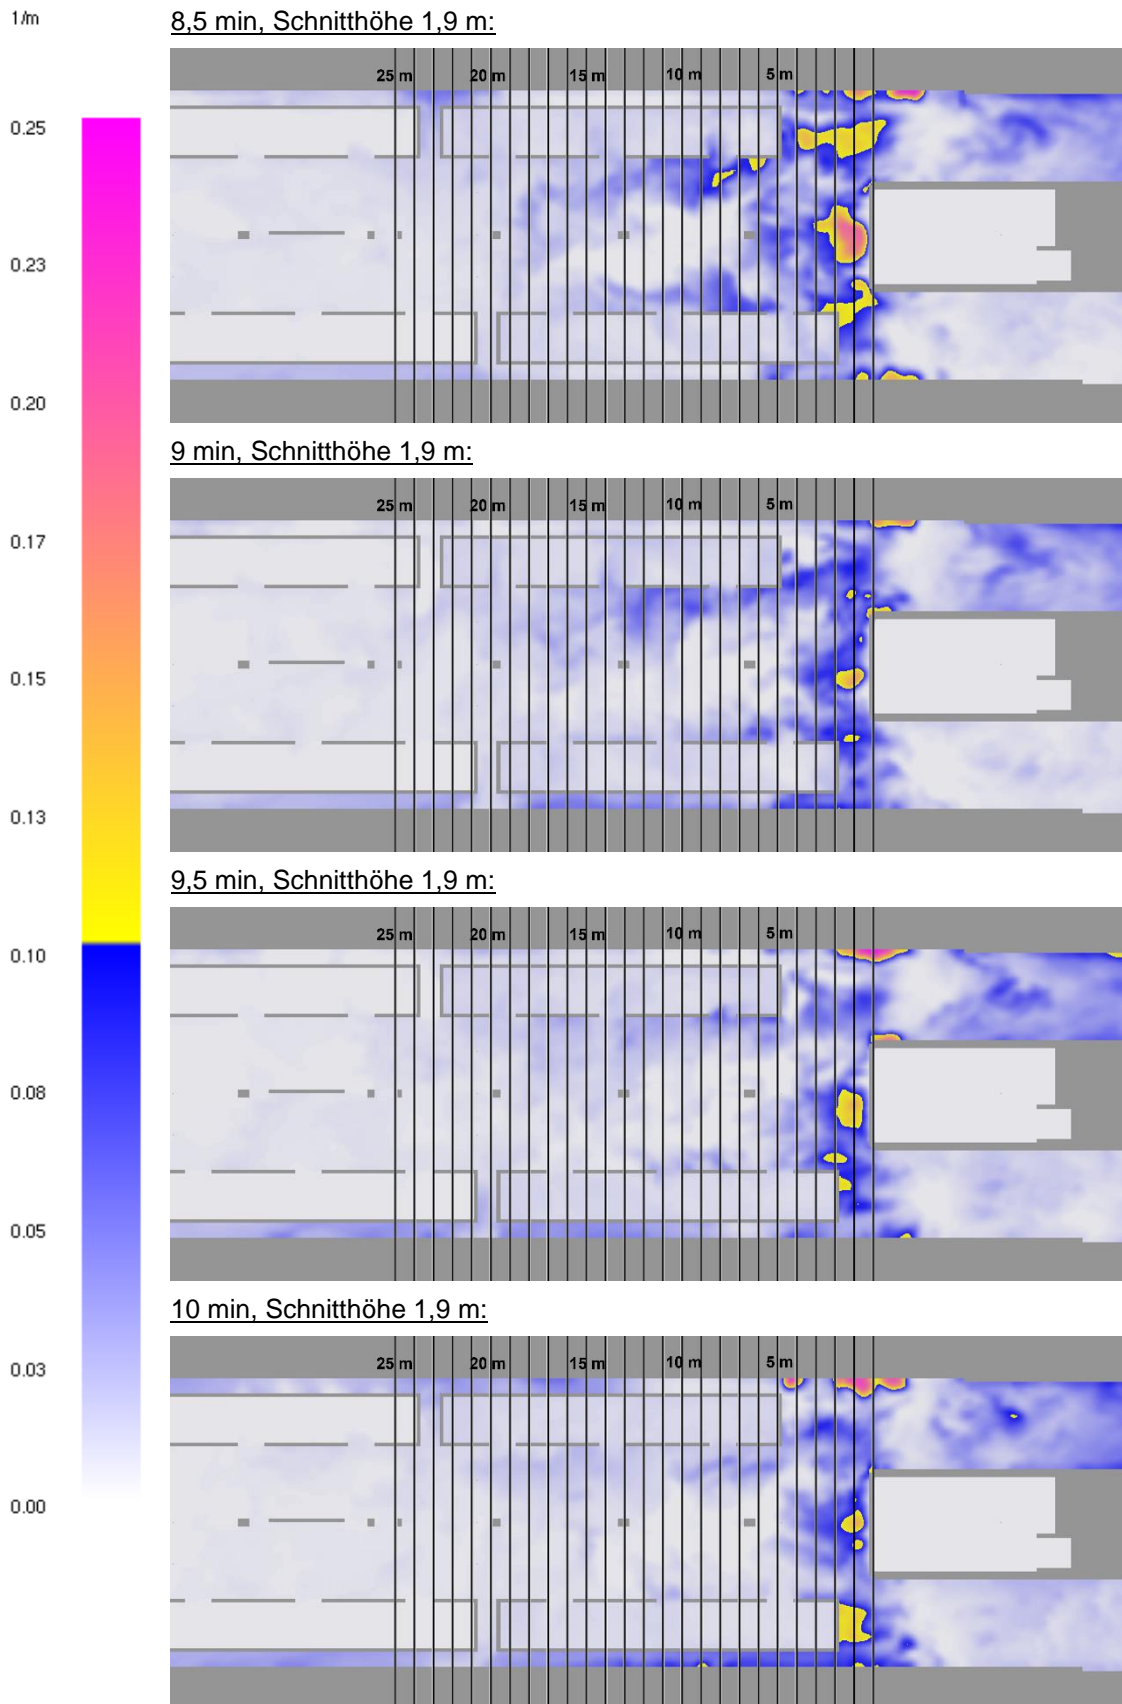 1/m
8,5 min, Schnitthöhe 1,9 m:
25 m 20 m 15 m 10 m 5 m
0.25
0.23
0.20
9 min, Schnitthöhe 1,9 m:
25 m 20 m 15 m 10 m 5 m
0.17
0.15
0.13
9,5 min, Schnitthöhe 1,9 m:
25 m 20 m 15 m 10 m 5 m
0.10
0.08
0.05
10 min, Schnitthöhe 1,9 m:
25 m 20 m 15 m 10 m 5 m
0.03
0.00